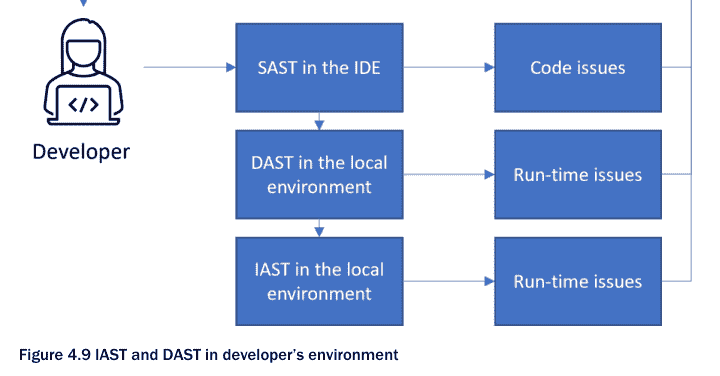 SAST in the IDE
Code issues
</>
Developer
DAST in the local
environment
Run-time issues
IAST in the local
environment
Run-time issues
Figure 4.9 IAST and DAST in developer's environment